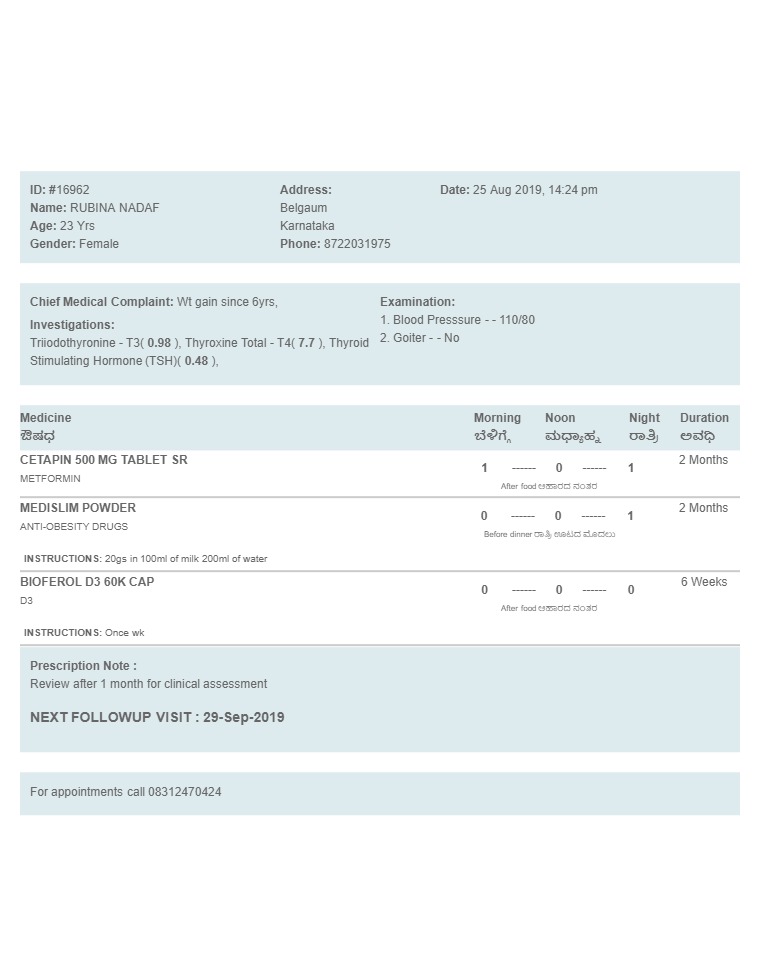 ID: #16962
Name: RUBINA NADAF
Age: 23 Yrs
Gender: Female
Address:
Belgaum
Karnataka
Phone: 8722031975
Date: 25 Aug 2019, 14:24 pm
Chief Medical Complaint: Wt gain since 6yrs,
Investigations:
Triiodothyronine - T3( 0.98 ), Thyroxine Total - T4( 7.7 ), Thyroid
Stimulating Hormone (TSH)( 0.48 ),
Examination:
1. Blood Presssure - - 110/80
2. Goiter - - No
Medicine Morning Noon Night Duration
ಔಷಧ ಬೆಳಿಗ್ಗೆ ಮಧ್ಯಾಹ್ನ ರಾತ್ರಿ ಅವಧಿ
CETAPIN 500 MG TABLET SR 1 ------ 0 ------ 1 2 Months
METFORMIN After food ಆಹಾರದ ನಂತರ
MEDISLIM POWDER 0 ------ 0 ------ 1 2 Months
ANTI-OBESITY DRUGS Before dinner ರಾತ್ರಿ ಊಟದ ಮೊದಲು
INSTRUCTIONS: 20gs in 100ml of milk 200ml of water
BIOFEROL D3 60K CAP 0 ------ 0 ------ 0 6 Weeks
D3 After food ಆಹಾರದ ನಂತರ
INSTRUCTIONS: Once wk
Prescription Note :
Review after 1 month for clinical assessment
NEXT FOLLOWUP VISIT : 29-Sep-2019
For appointments call 08312470424